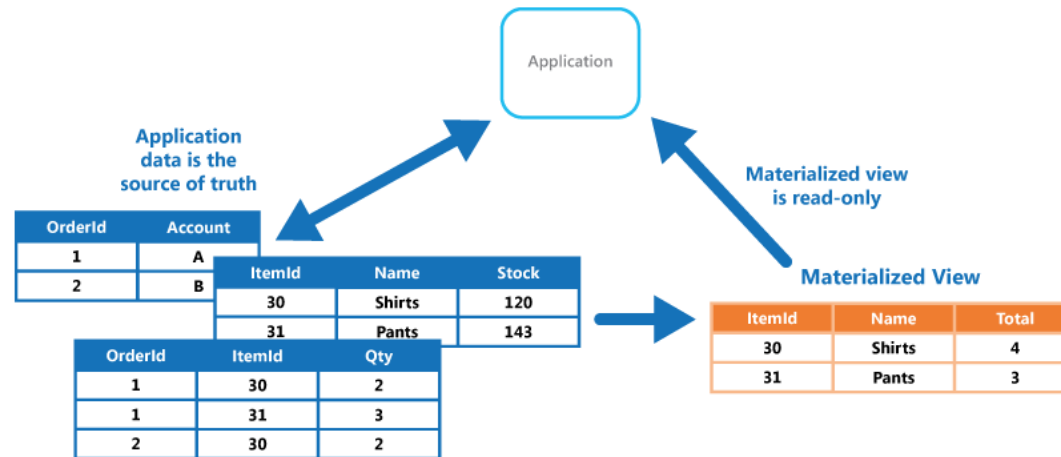 Application
Application
data is the
source of truth
Materialized view
is read-only
OrderId Account
1 A
2 B
ItemId Name Stock
30 Shirts 120
31 Pants 143
OrderId ItemId Qty
1 30 2
1 31 3
2 30 2
Materialized View
ItemId Name Total
30 Shirts 4
31 Pants 3